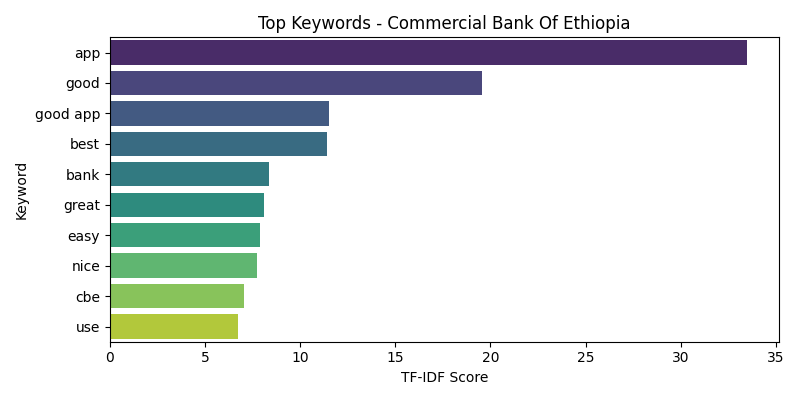 Top Keywords - Commercial Bank Of Ethiopia
Keyword
app
good
good app
best
bank
great
easy
nice
cbe
use
0 5 10 15 20 25 30 35
TF-IDF Score